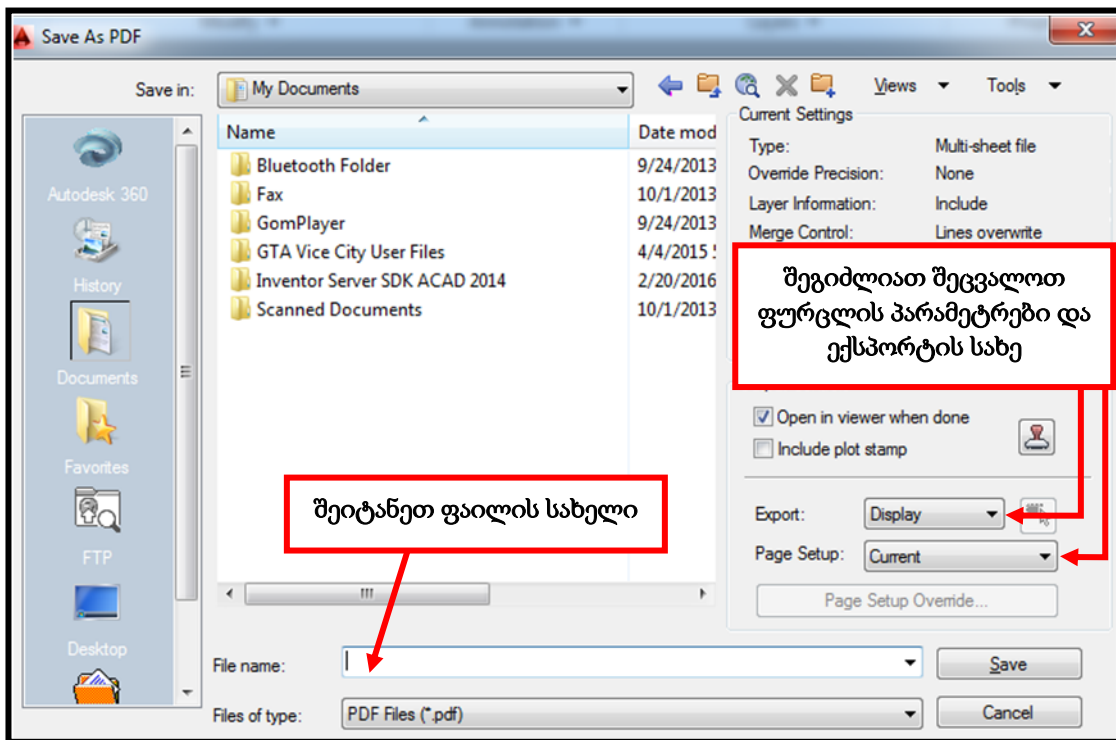 Save As PDF
Save in:
My Documents
Views
Tools
Autodesk 360
History
Documents
Favorites
FTP
Desktop
Name
Date mod
Bluetooth Folder
9/24/2013
Fax
10/1/2013
GomPlayer
9/24/2013
GTA Vice City User Files
4/4/2015
Inventor Server SDK ACAD 2014
2/20/2016
Scanned Documents
10/1/2013
Current Settings
Type:
Multi-sheet file
Override Precision:
None
Layer Information:
Include
Merge Control:
Lines overwrite
შეგიძლიათ შეცვალოთ
ფურცლის პარამეტრები და
ექსპორტის სახე
Open in viewer when done
Include plot stamp
შეიტანეთ ფაილის სახელი
Export:
Display
Page Setup:
Current
Page Setup Override...
File name:
Save
Files of type:
PDF Files (*.pdf)
Cancel